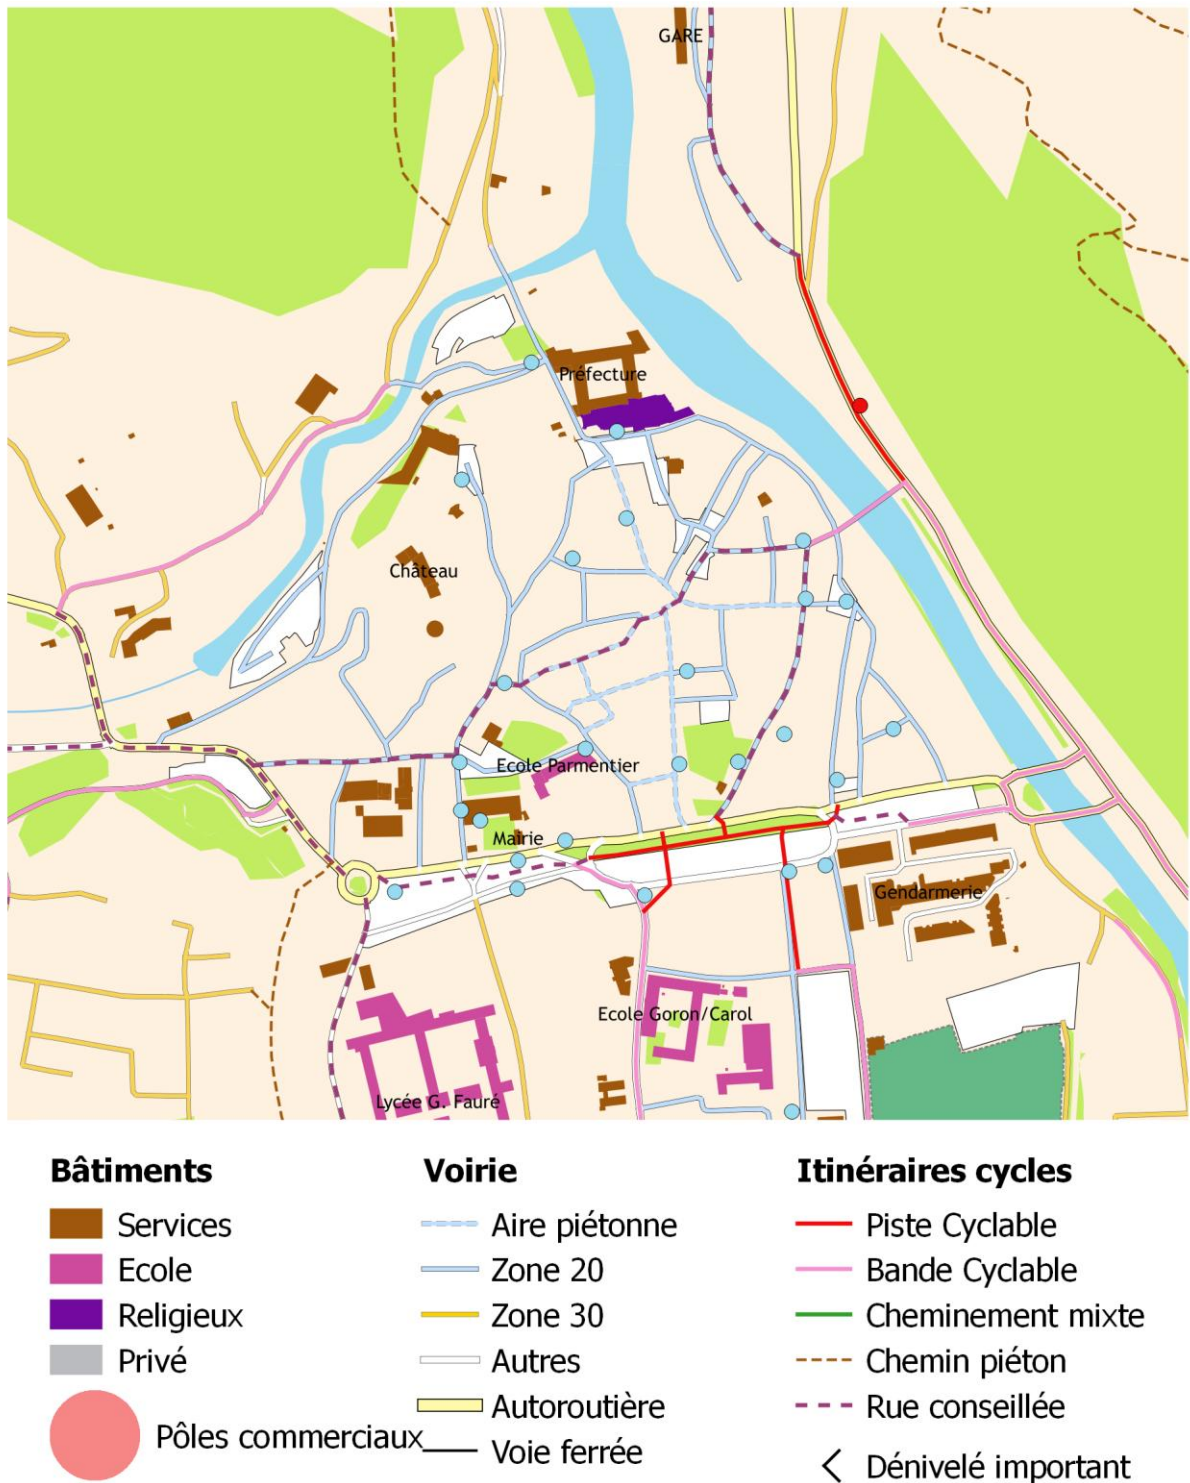 GARE
Préfecture
Château
Ecole Parmentier
Mairie
Gendarmerie
Ecole Goron/Carol
Lycée G. Fauré
Bâtiments
Services
Ecole
Religieux
Privé
Pôles commerciaux
Voirie
Aire piétonne
Zone 20
Zone 30
Autres
Autoroutière
Voie ferrée
Itinéraires cycles
Piste Cyclable
Bande Cyclable
Cheminement mixte
Chemin piéton
Rue conseillée
Dénivelé important